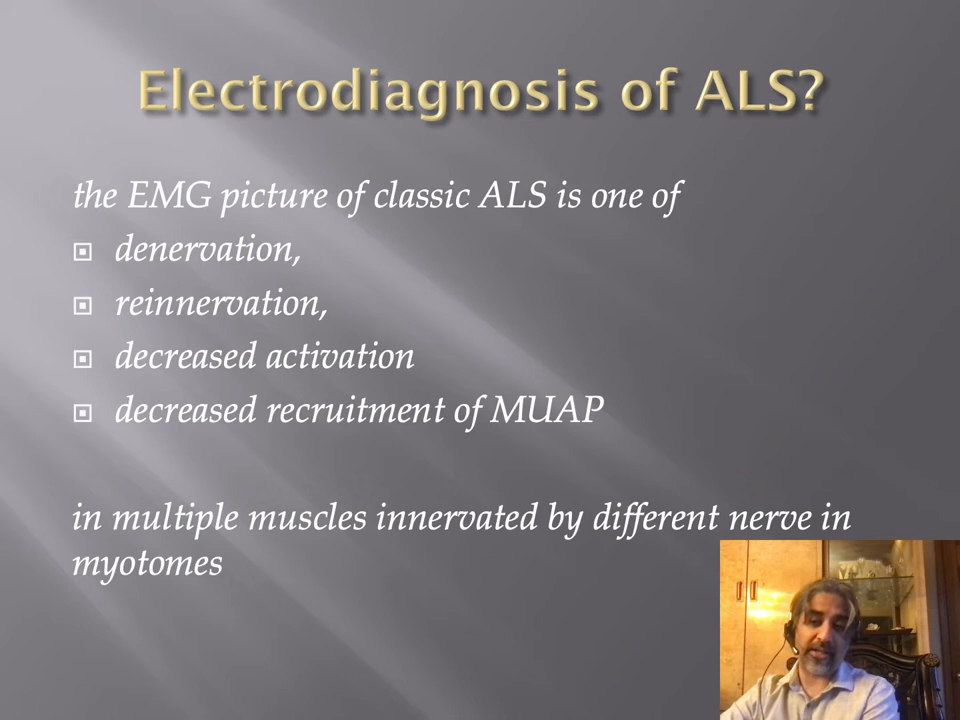 Electrodiagnosis of ALS?
the EMG picture of classic ALS is one of
denervation,
reinnervation,
decreased activation
decreased recruitment of MUAP
in multiple muscles innervated by different nerve in
myotomes